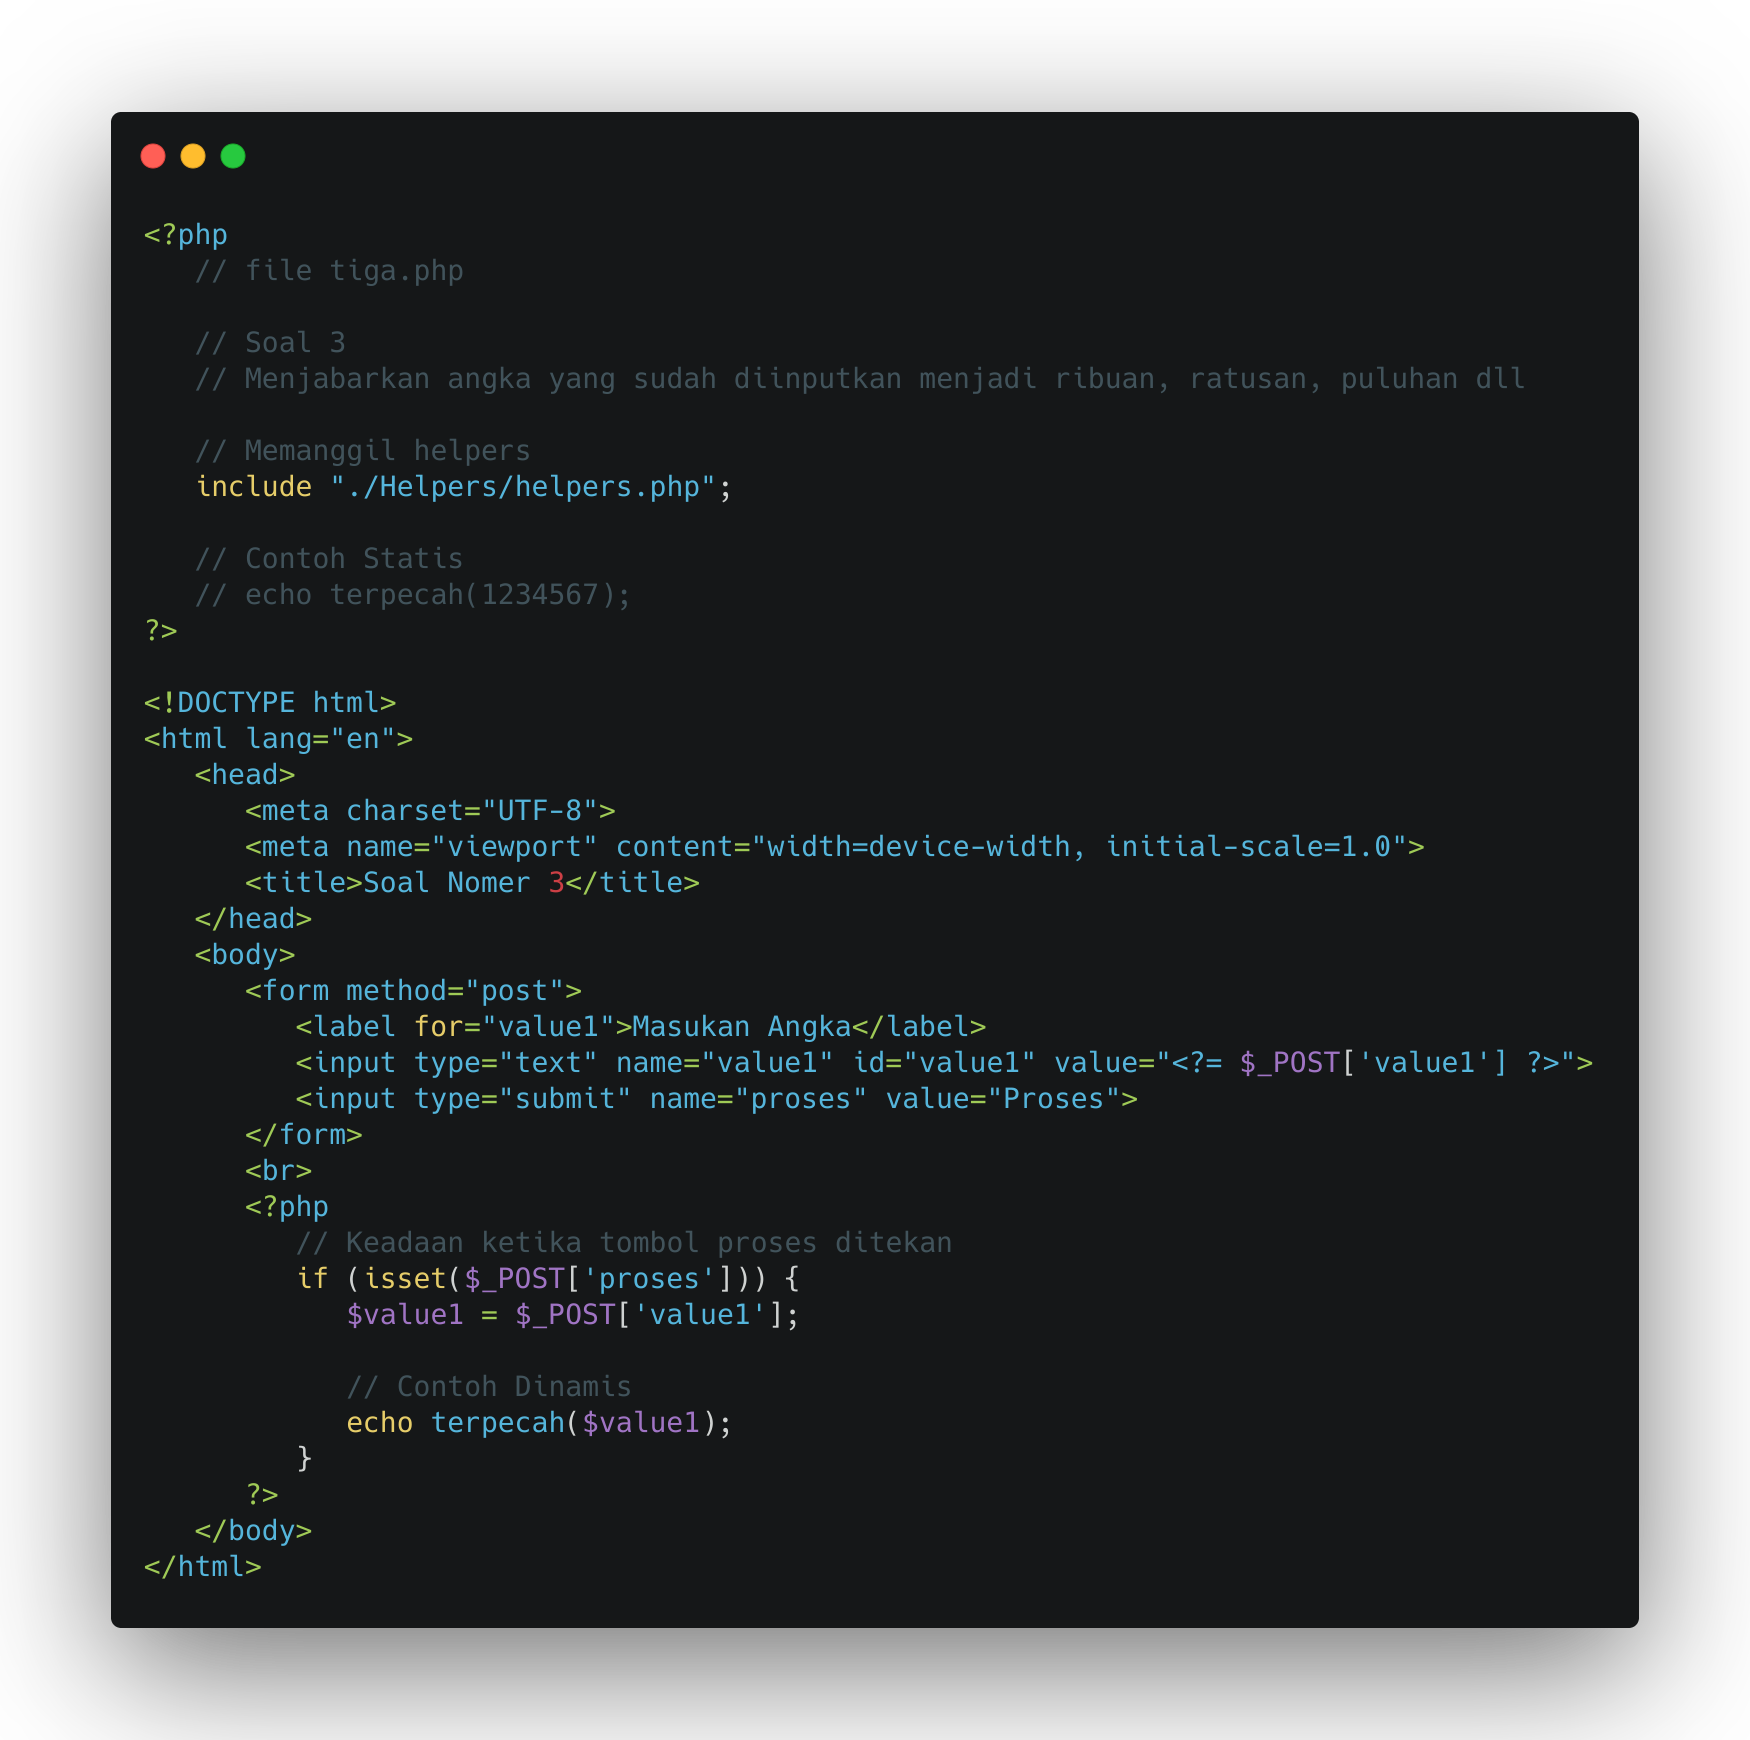 <?php
   // file tiga.php

   // Soal 3
   // Menjabarkan angka yang sudah diinputkan menjadi ribuan, ratusan, puluhan dll

   // Memanggil helpers
   include "./Helpers/helpers.php";

   // Contoh Statis
   // echo terpecah(1234567);
?>

<!DOCTYPE html>
<html lang="en">
   <head>
      <meta charset="UTF-8">
      <meta name="viewport" content="width=device-width, initial-scale=1.0">
      <title>Soal Nomer 3</title>
   </head>
   <body>
      <form method="post">
         <label for="value1">Masukan Angka</label>
         <input type="text" name="value1" id="value1" value="<?= $_POST['value1'] ?>">
         <input type="submit" name="proses" value="Proses">
      </form>
      <br>
      <?php
         // Keadaan ketika tombol proses ditekan
         if (isset($_POST['proses'])) {
            $value1 = $_POST['value1'];

            // Contoh Dinamis
            echo terpecah($value1);
         }
      ?>
   </body>
</html>